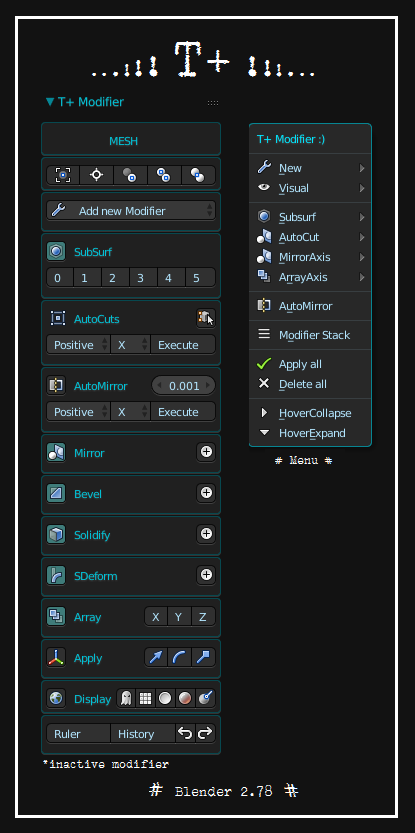 ...!!! T+ !!!...
T+ Modifier
MESH
Add new Modifier
SubSurf
0 1 2 3 4 5
AutoCuts
Positive X Execute
AutoMirror 0.001
Positive X Execute
Mirror
Bevel
Solidify
SDeform
Array X Y Z
Apply
Display
Ruler History
*inactive modifier
T+ Modifier :)
New
Visual
Subsurf
AutoCut
MirrorAxis
ArrayAxis
AutoMirror
Modifier Stack
Apply all
Delete all
HoverCollapse
HoverExpand
# Menu #
# Blender 2.78 #